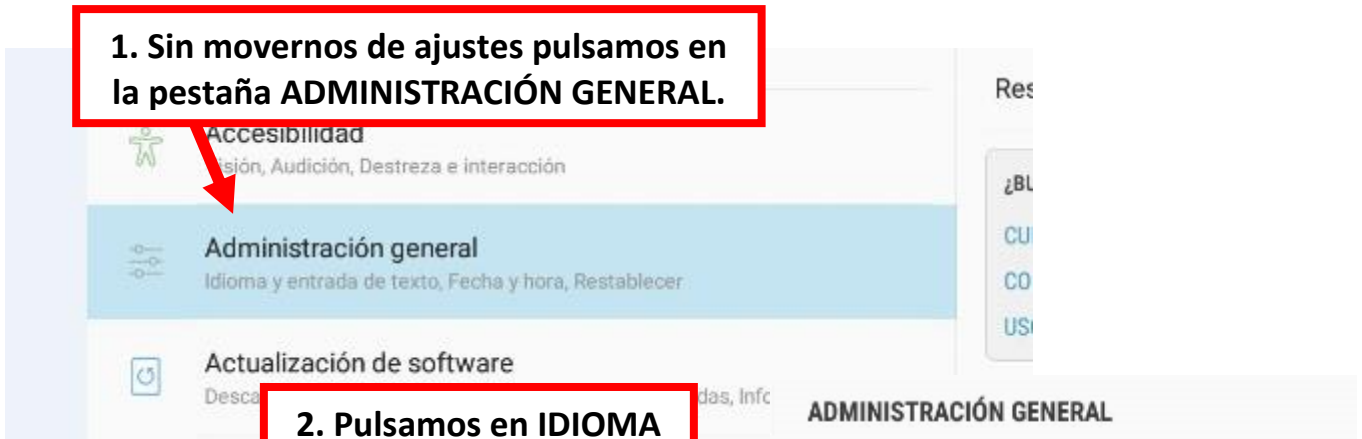 1. Sin movernos de ajustes pulsamos en
la pestaña ADMINISTRACIÓN GENERAL.
Accesibilidad
Visión, Audición, Destreza e interacción
Administración general
Idioma y entrada de texto, Fecha y hora, Restablecer
Actualización de software
2. Pulsamos en IDIOMA
ADMINISTRACIÓN GENERAL